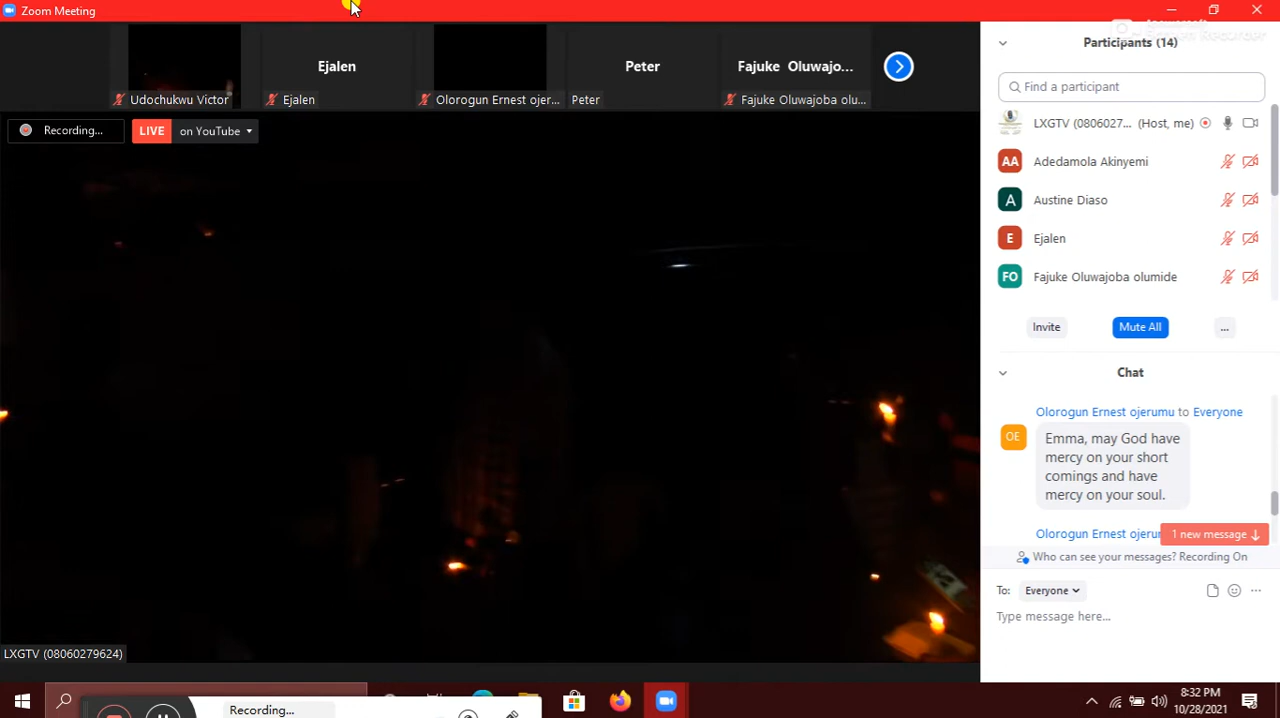 Zoom Meeting
Screen Recorder
Participants (14)
Ejalen
Peter
Fajuke Oluwajo...
Udochukwu Victor
Ejalen
Olorogun Ernest ojer...
Peter
Fajuke Oluwajoba olu...
Find a participant
Recording...
LIVE on YouTube
LXGTV (0806027... (Host, me)
AA Adedamola Akinyemi
A Austine Diaso
E Ejalen
FO Fajuke Oluwajoba olumide
Invite
Mute All
...
Chat
Olorogun Ernest ojerumu to Everyone
OE
Emma, may God have
mercy on your short
comings and have
mercy on your soul.
Olorogun Ernest ojeru
1 new message
Who can see your messages? Recording On
To: Everyone
Type message here...
LXGTV (08060279624)
Recording...
8:32 PM
10/28/2021